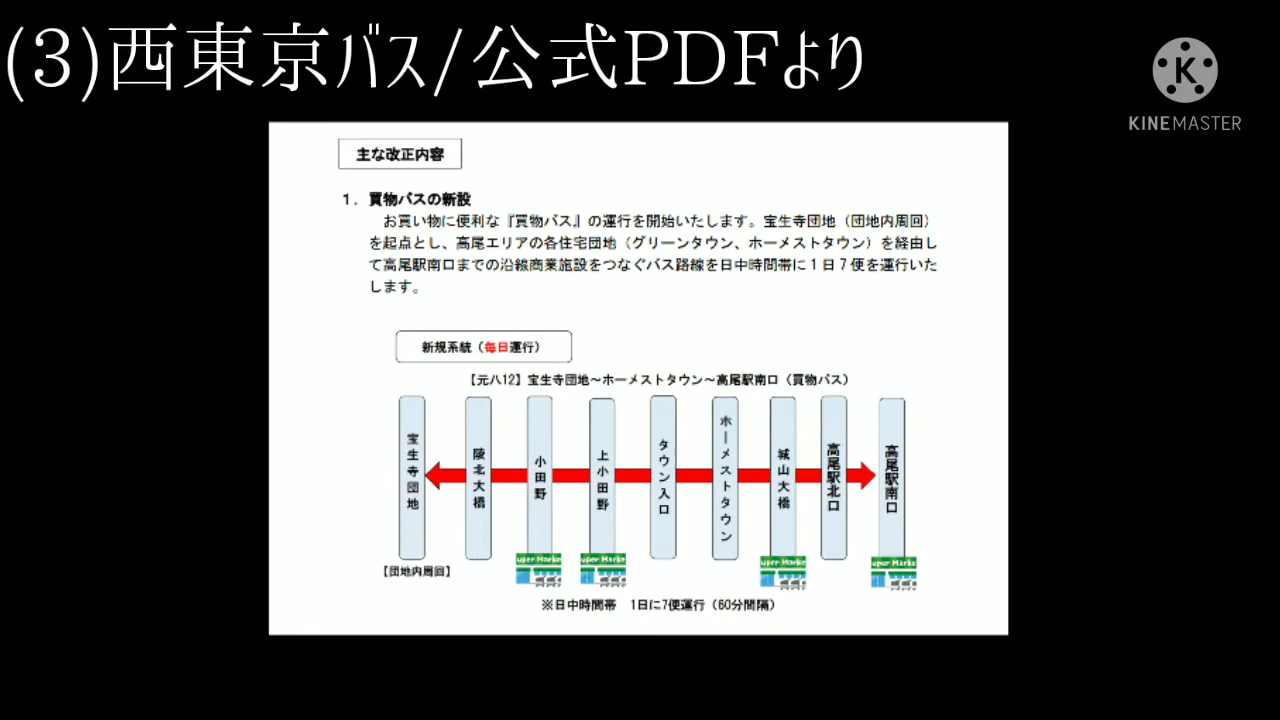 (3)西東京ﾊﾞｽ/公式PDFより
KINEMASTER
主な改正内容
1. 買物バスの新設
お買い物に便利な『買物バス』の運行を開始いたします。宝生寺団地（団地内周回）
を起点とし、高尾エリアの各住宅団地（グリーンタウン、ホーメストタウン）を経由し
て高尾駅南口までの沿線商業施設をつなぐバス路線を日中時間帯に１日７便を運行いた
します。
新規系統（毎日運行）
【元八12】宝生寺団地～ホーメストタウン～高尾駅南口（買物バス）
宝生寺団地
陵北大橋
小田野
上小田野
タウン入口
ホーメストタウン
城山大橋
高尾駅北口
高尾駅南口
uper Marke
uper Marke
uper Marke
uper Marke
【団地内周回】
※日中時間帯　1日に7便運行（60分間隔）